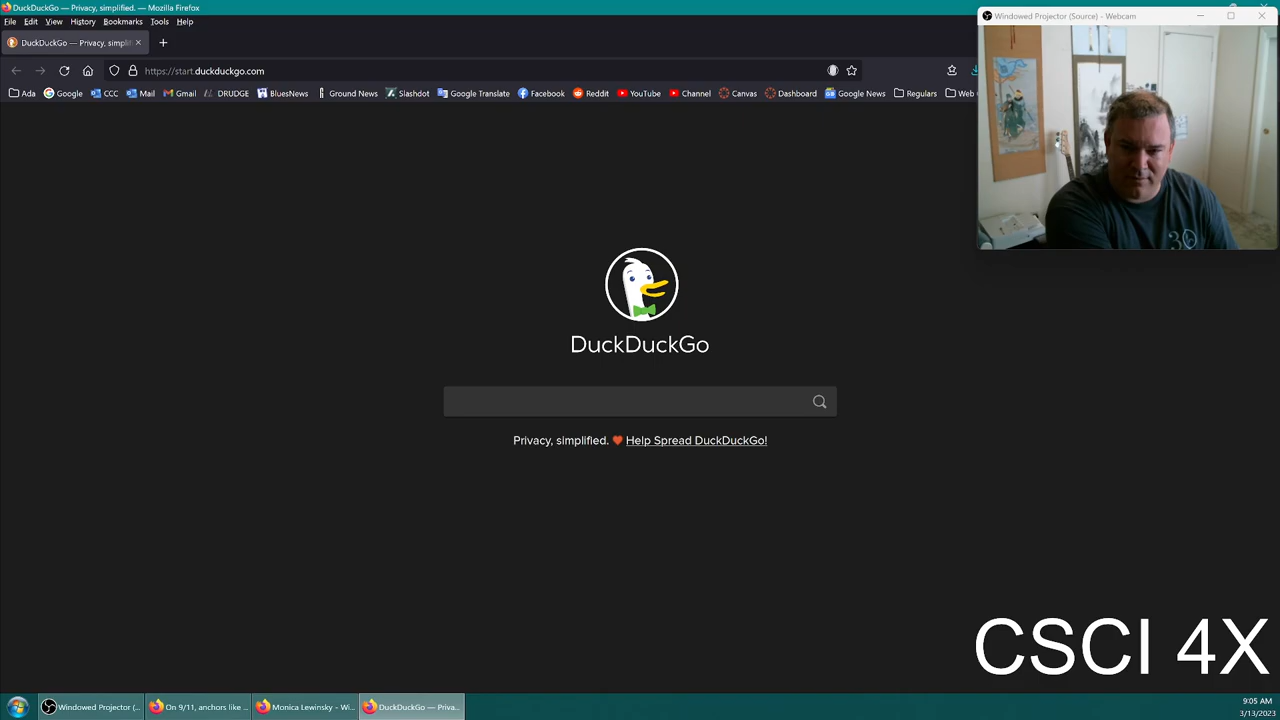 DuckDuckGo — Privacy, simplified. — Mozilla Firefox
File Edit View History Bookmarks Tools Help
DuckDuckGo — Privacy, simplif
https://start.duckduckgo.com
Ada Google CCC Mail Gmail DRUDGE BluesNews Ground News Slashdot Google Translate Facebook Reddit YouTube Channel Canvas Dashboard Google News Regulars Web
Windowed Projector (Source) - Webcam
30
DuckDuckGo
Privacy, simplified. Help Spread DuckDuckGo!
CSCI 4X
Windowed Projector (... On 9/11, anchors like ... Monica Lewinsky - Wi... DuckDuckGo — Priva...
9:05 AM
3/13/2023